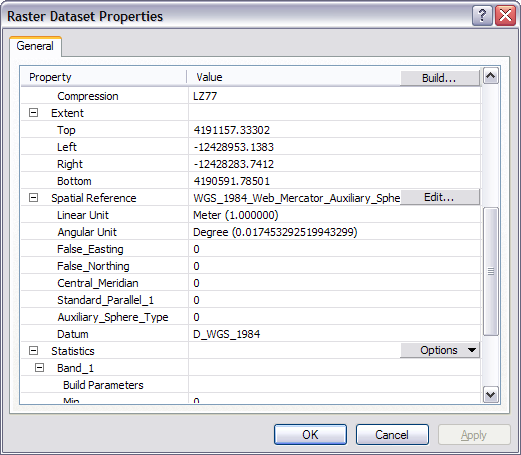 Raster Dataset Properties
General
Property Value Build...
Compression LZ77
Extent
Top 4191157.33302
Left -12428953.1383
Right -12428283.7412
Bottom 4190591.78501
Spatial Reference WGS_1984_Web_Mercator_Auxiliary_Sphe Edit...
Linear Unit Meter (1.000000)
Angular Unit Degree (0.017453292519943299)
False_Easting 0
False_Northing 0
Central_Meridian 0
Standard_Parallel_1 0
Auxiliary_Sphere_Type 0
Datum D_WGS_1984
Statistics Options
Band_1
Build Parameters
Min 0
OK Cancel Apply